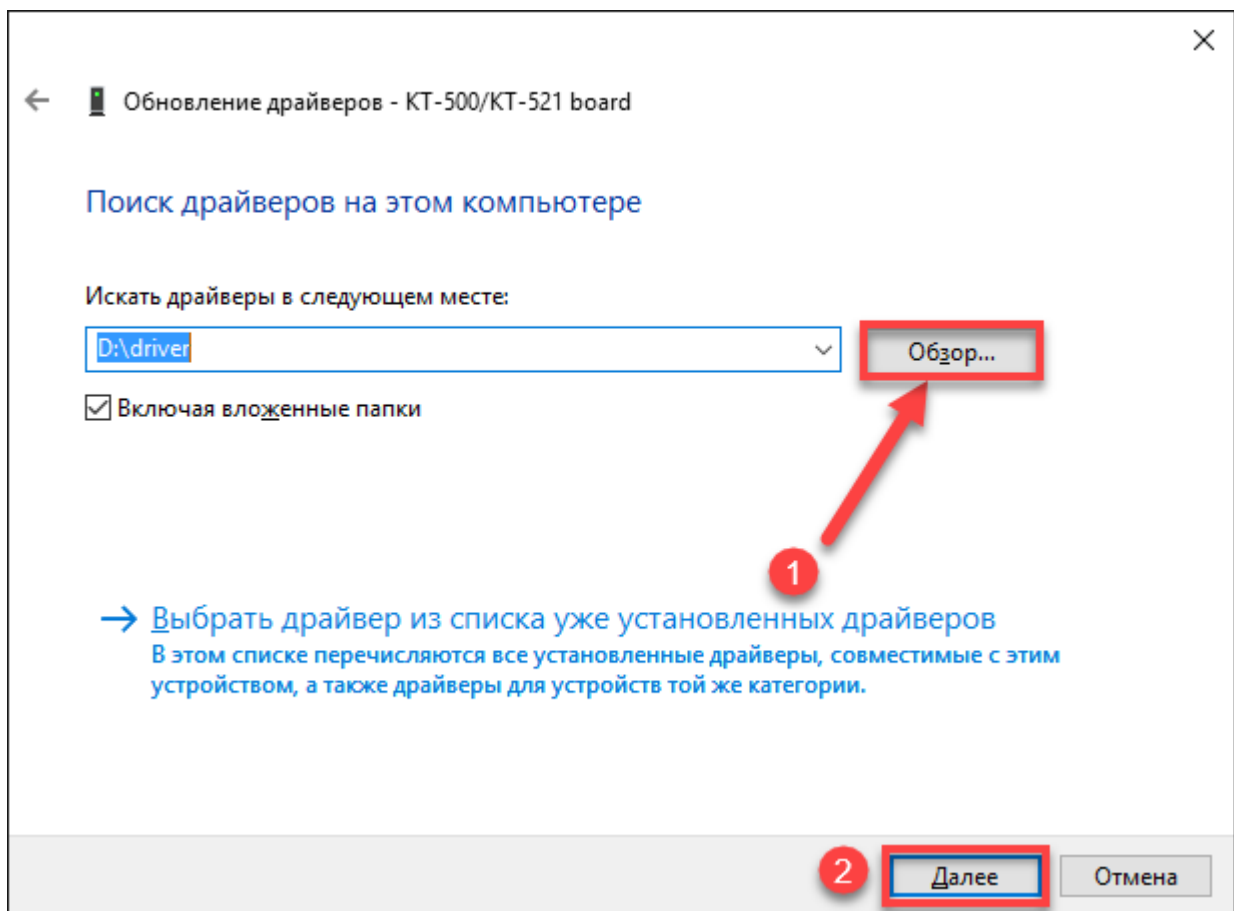 Обновление драйверов - KT-500/KT-521 board
Поиск драйверов на этом компьютере
Искать драйверы в следующем месте:
D:\driver
Обзор...
Включая вложенные папки
1
Выбрать драйвер из списка уже установленных драйверов
В этом списке перечисляются все установленные драйверы, совместимые с этим
устройством, а также драйверы для устройств той же категории.
2
Далее
Отмена